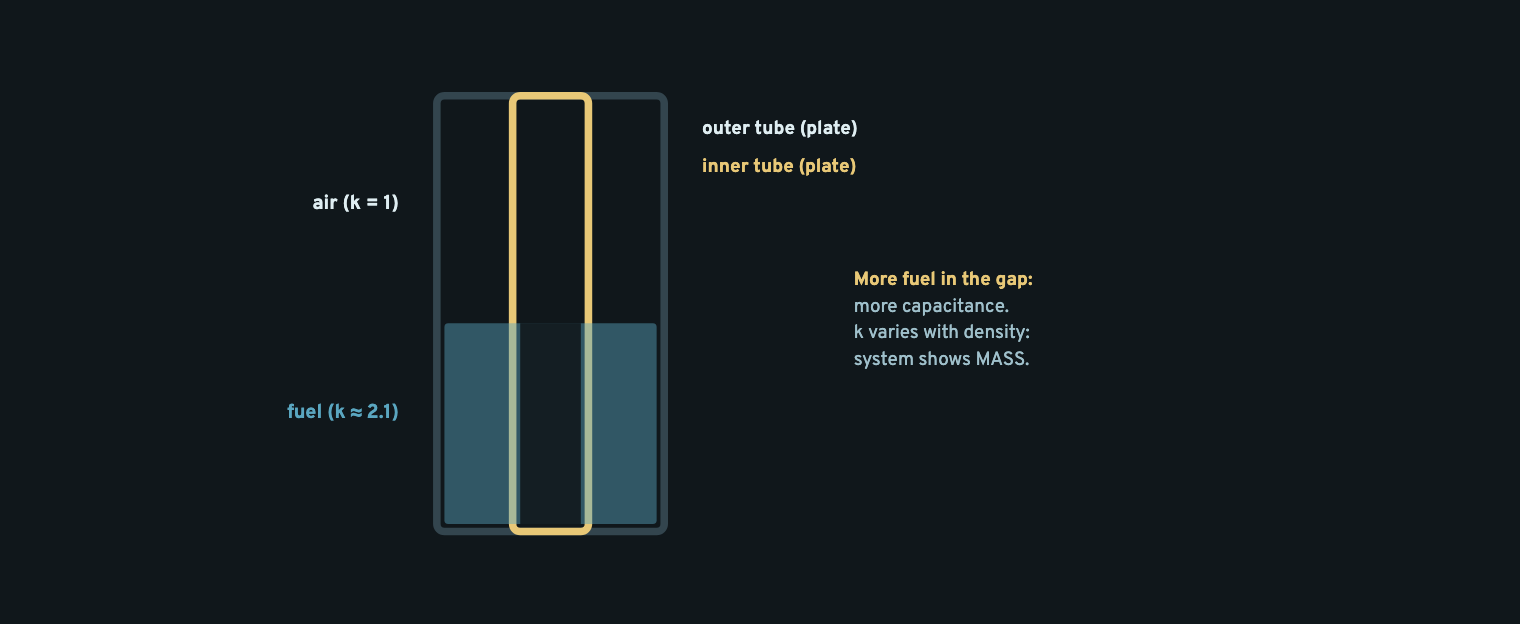 outer tube (plate)
inner tube (plate)
air (k = 1)
More fuel in the gap:
more capacitance.
k varies with density:
system shows MASS.
fuel (k ≈ 2.1)